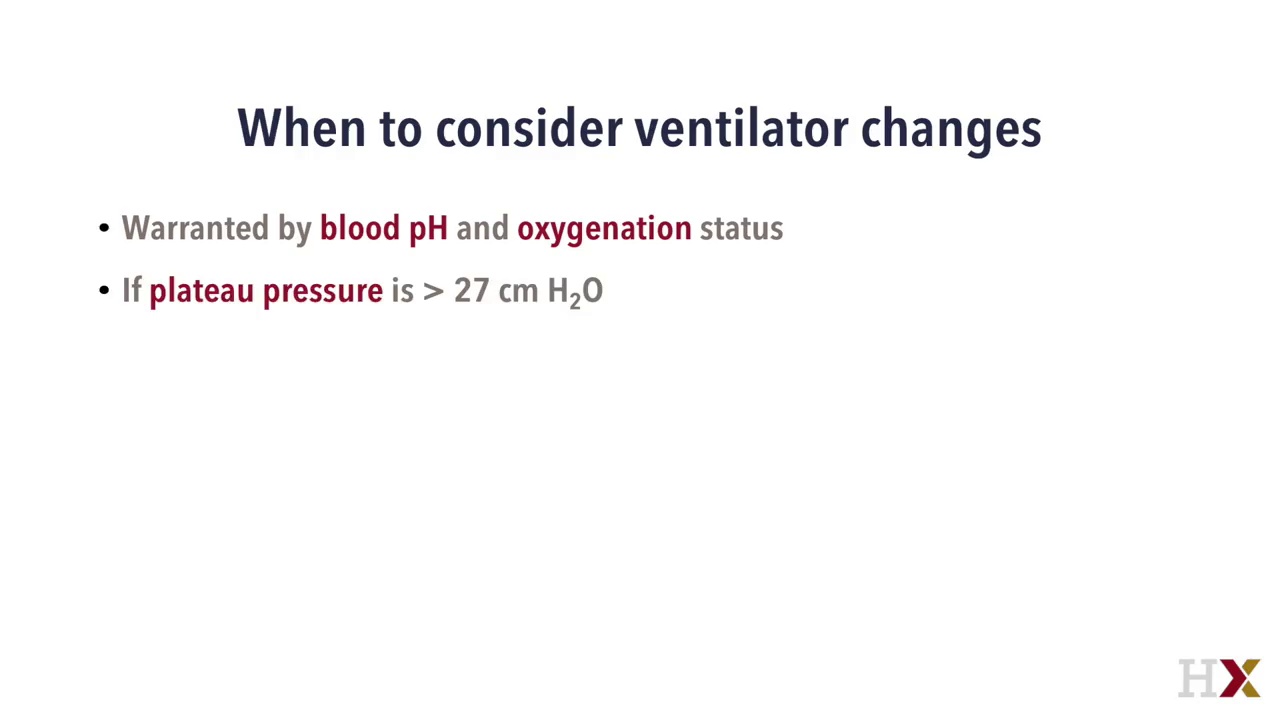 When to consider ventilator changes
• Warranted by blood pH and oxygenation status
• If plateau pressure is > 27 cm H₂O
HX